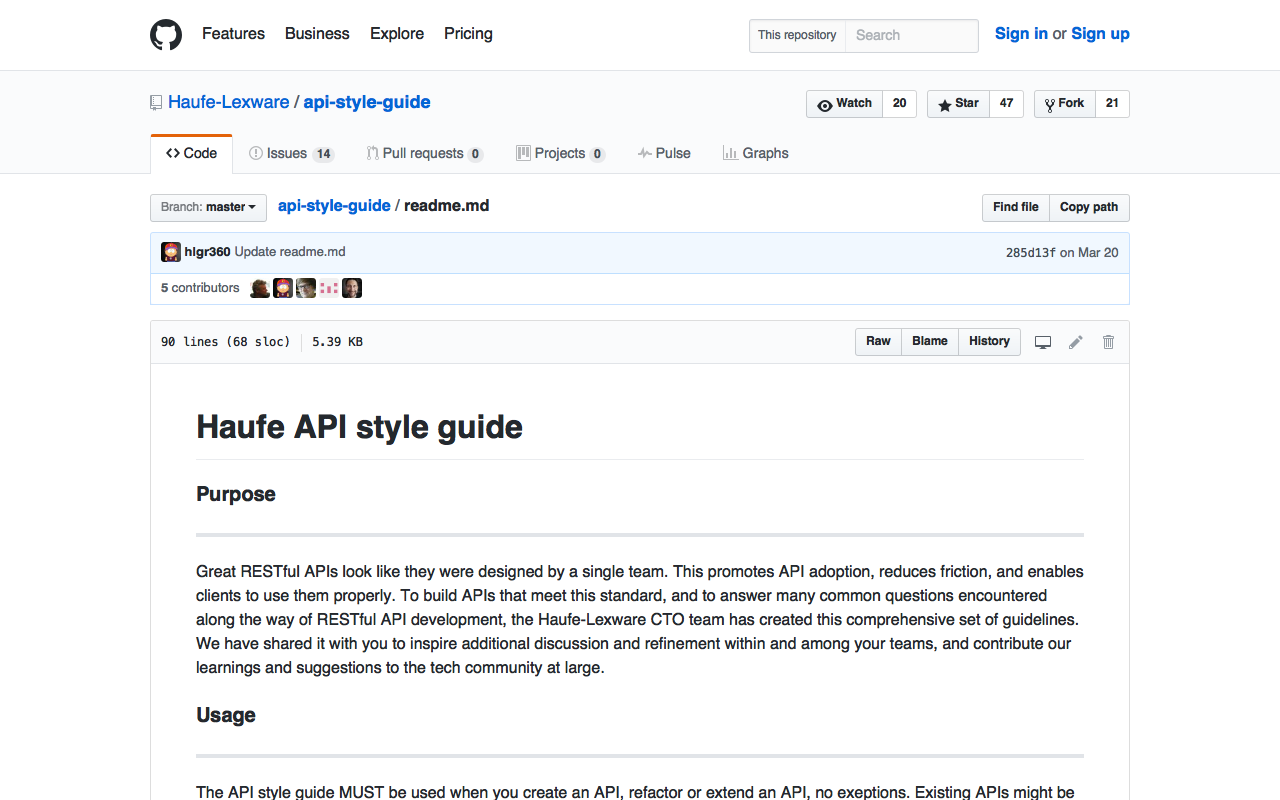 Features Business Explore Pricing This repository Search Sign in or Sign up
Haufe-Lexware / api-style-guide Watch 20 Star 47 Fork 21
Code Issues 14 Pull requests 0 Projects 0 Pulse Graphs
Branch: master api-style-guide / readme.md Find file Copy path
hlgr360 Update readme.md 285d13f on Mar 20
5 contributors
90 lines (68 sloc) 5.39 KB Raw Blame History
Haufe API style guide
Purpose
Great RESTful APIs look like they were designed by a single team. This promotes API adoption, reduces friction, and enables
clients to use them properly. To build APIs that meet this standard, and to answer many common questions encountered
along the way of RESTful API development, the Haufe-Lexware CTO team has created this comprehensive set of guidelines.
We have shared it with you to inspire additional discussion and refinement within and among your teams, and contribute our
learnings and suggestions to the tech community at large.
Usage
The API style guide MUST be used when you create an API, refactor or extend an API, no exeptions. Existing APIs might be